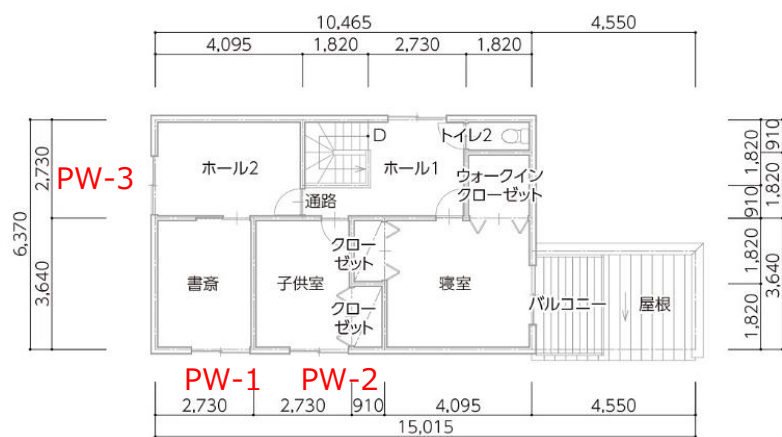 10,465
4,550
4,095
1,820
2,730
1,820
D
トイレ2
ホール2
ホール1
ウォークイン
クローゼット
PW-3
通路
クロー
ゼット
書斎
子供室
寝室
バルコニー
屋根
クロー
ゼット
6,370
2,730
3,640
910
1,820
1,820
910
1,820
3,640
1,820
PW-1
PW-2
2,730
2,730
910
4,095
4,550
15,015